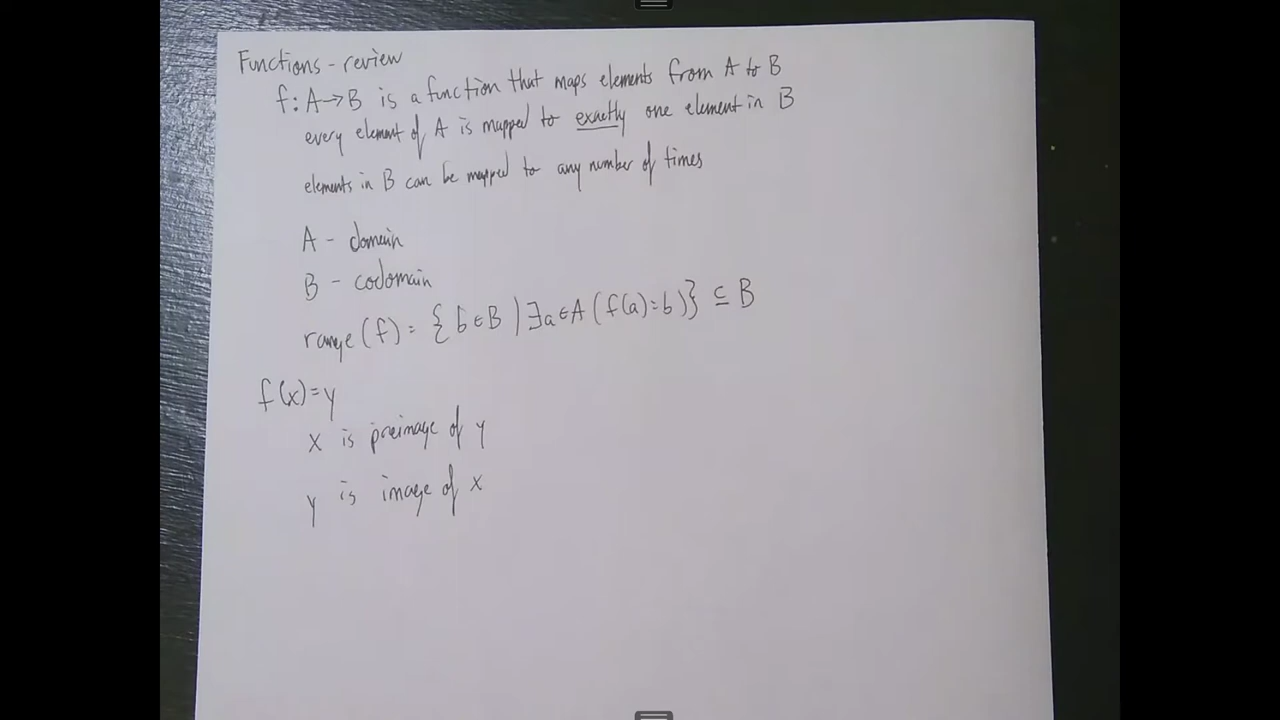 Functions - review
f: A→B is a function that maps elements from A to B
every element of A is mapped to exactly one element in B
elements in B can be mapped to any number of times
A - domain
B - codomain
range(f) = {b∈B | ∃a∈A (f(a)=b)} ⊆ B
f(x)=y
x is preimage of y
y is image of x